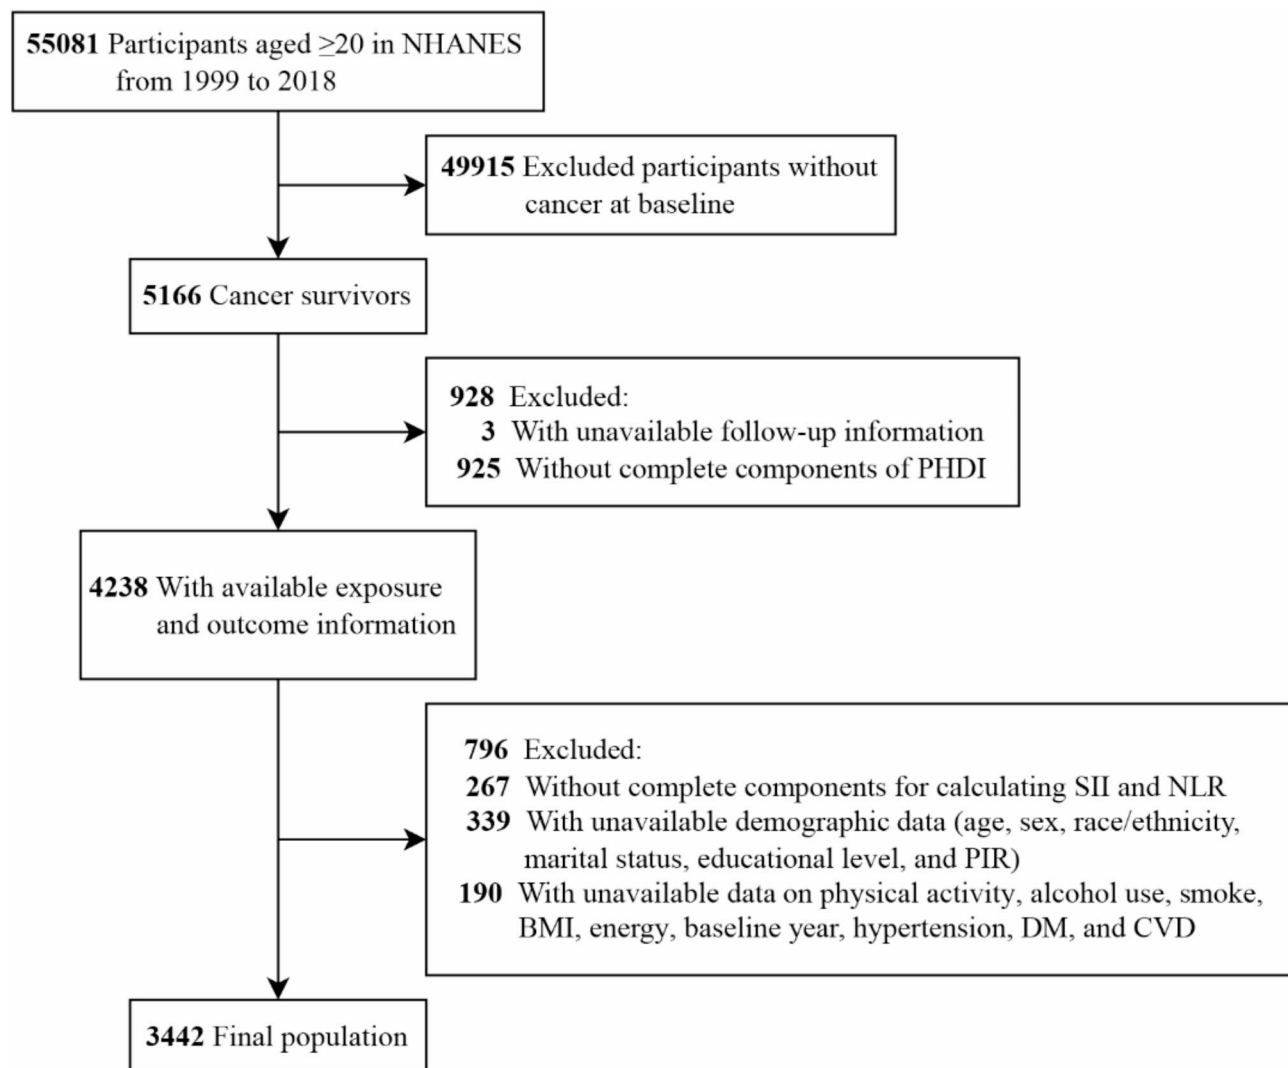 55081 Participants aged ≥20 in NHANES
from 1999 to 2018
49915 Excluded participants without
cancer at baseline
5166 Cancer survivors
928 Excluded:
3 With unavailable follow-up information
925 Without complete components of PHDI
4238 With available exposure
and outcome information
796 Excluded:
267 Without complete components for calculating SII and NLR
339 With unavailable demographic data (age, sex, race/ethnicity,
marital status, educational level, and PIR)
190 With unavailable data on physical activity, alcohol use, smoke,
BMI, energy, baseline year, hypertension, DM, and CVD
3442 Final population